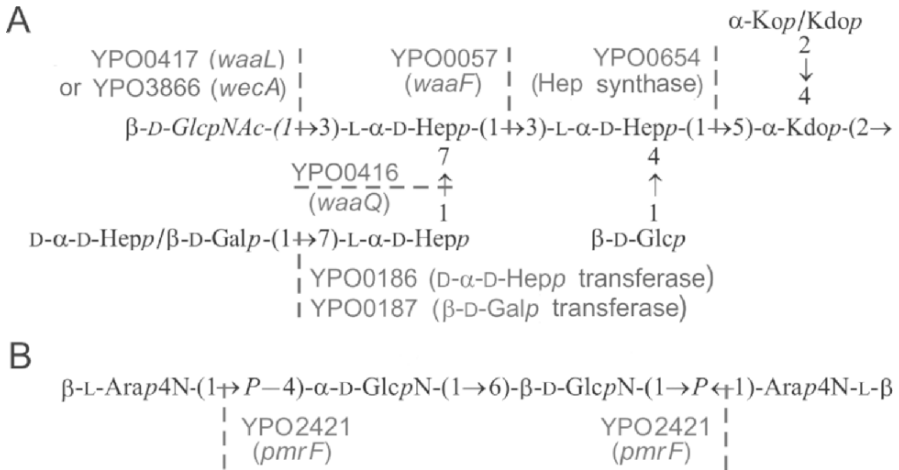 A
α-Kop/Kdop
2
↓
4
YPO0417 (waaL)
or YPO3866 (wecA)
YPO0057
(waaF)
YPO0654
(Hep synthase)
β-D-GlcpNAc-(1→3)-L-α-D-Hepp-(1→3)-L-α-D-Hepp-(1→5)-α-Kdop-(2→
7
↑
1
4
↑
1
YPO0416
(waaQ)
D-α-D-Hepp/β-D-Galp-(1→7)-L-α-D-Hepp
β-D-Glcp
YPO0186 (D-α-D-Hepp transferase)
YPO0187 (β-D-Galp transferase)
B
β-L-Arap4N-(1→P–4)-α-D-GlcpN-(1→6)-β-D-GlcpN-(1→P←1)-Arap4N-L-β
YPO2421
(pmrF)
YPO2421
(pmrF)